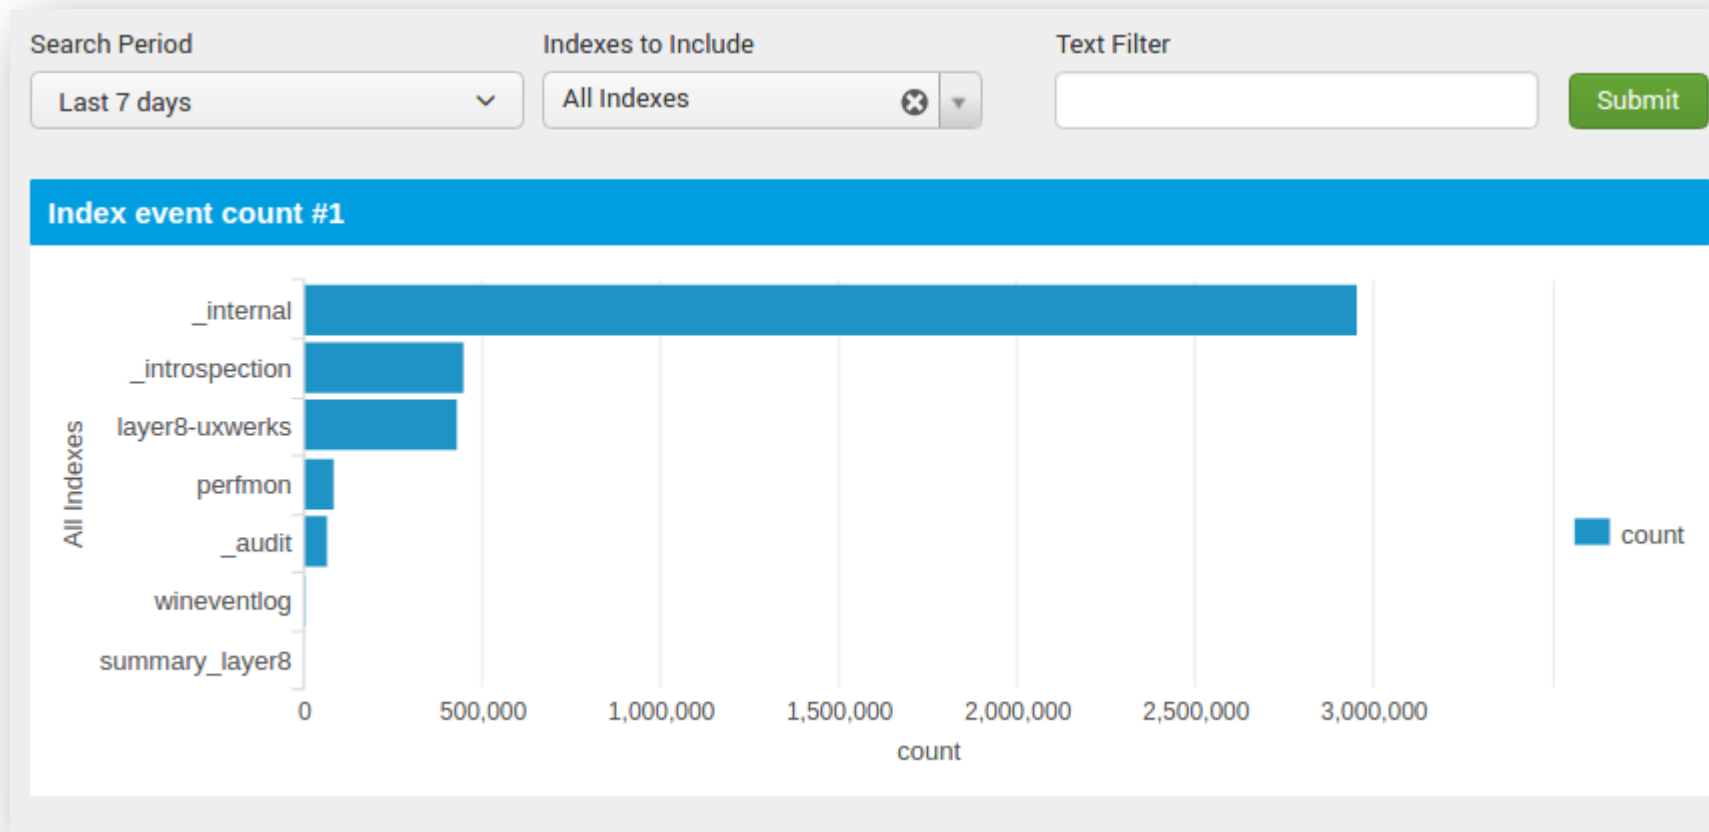 Search Period
Indexes to Include
Text Filter
Last 7 days
All Indexes
Submit
Index event count #1
_internal
_introspection
layer8-uxwerks
perfmon
_audit
wineventlog
summary_layer8
All Indexes
count
0
500,000
1,000,000
1,500,000
2,000,000
2,500,000
3,000,000
count